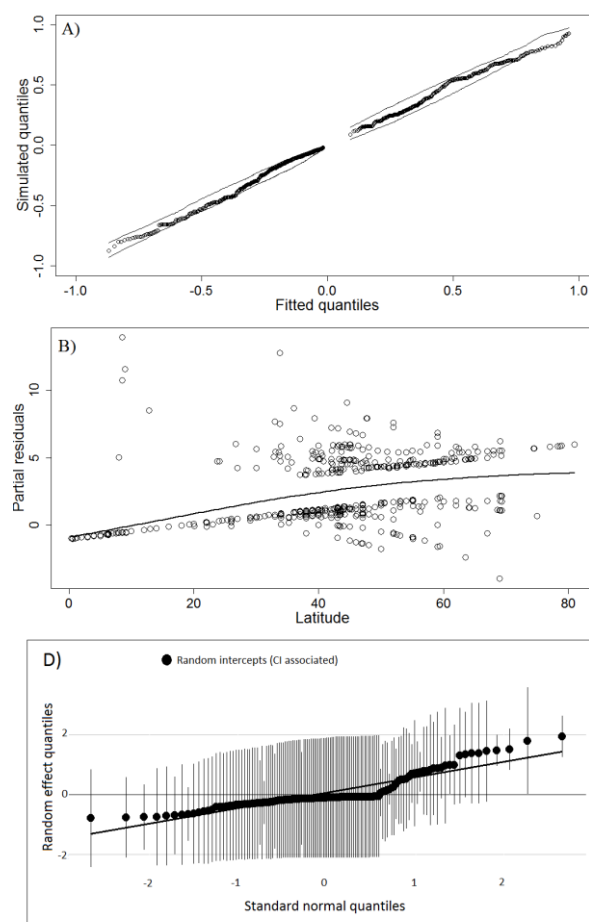 A)
Simulated quantiles
1.0
0.5
0.0
-0.5
-1.0
-1.0 -0.5 0.0 0.5 1.0
Fitted quantiles
B)
Partial residuals
10
5
0
0 20 40 60 80
Latitude
D)
Random intercepts (CI associated)
Random effect quantiles
2
0
-2
-2 -1 0 1 2
Standard normal quantiles